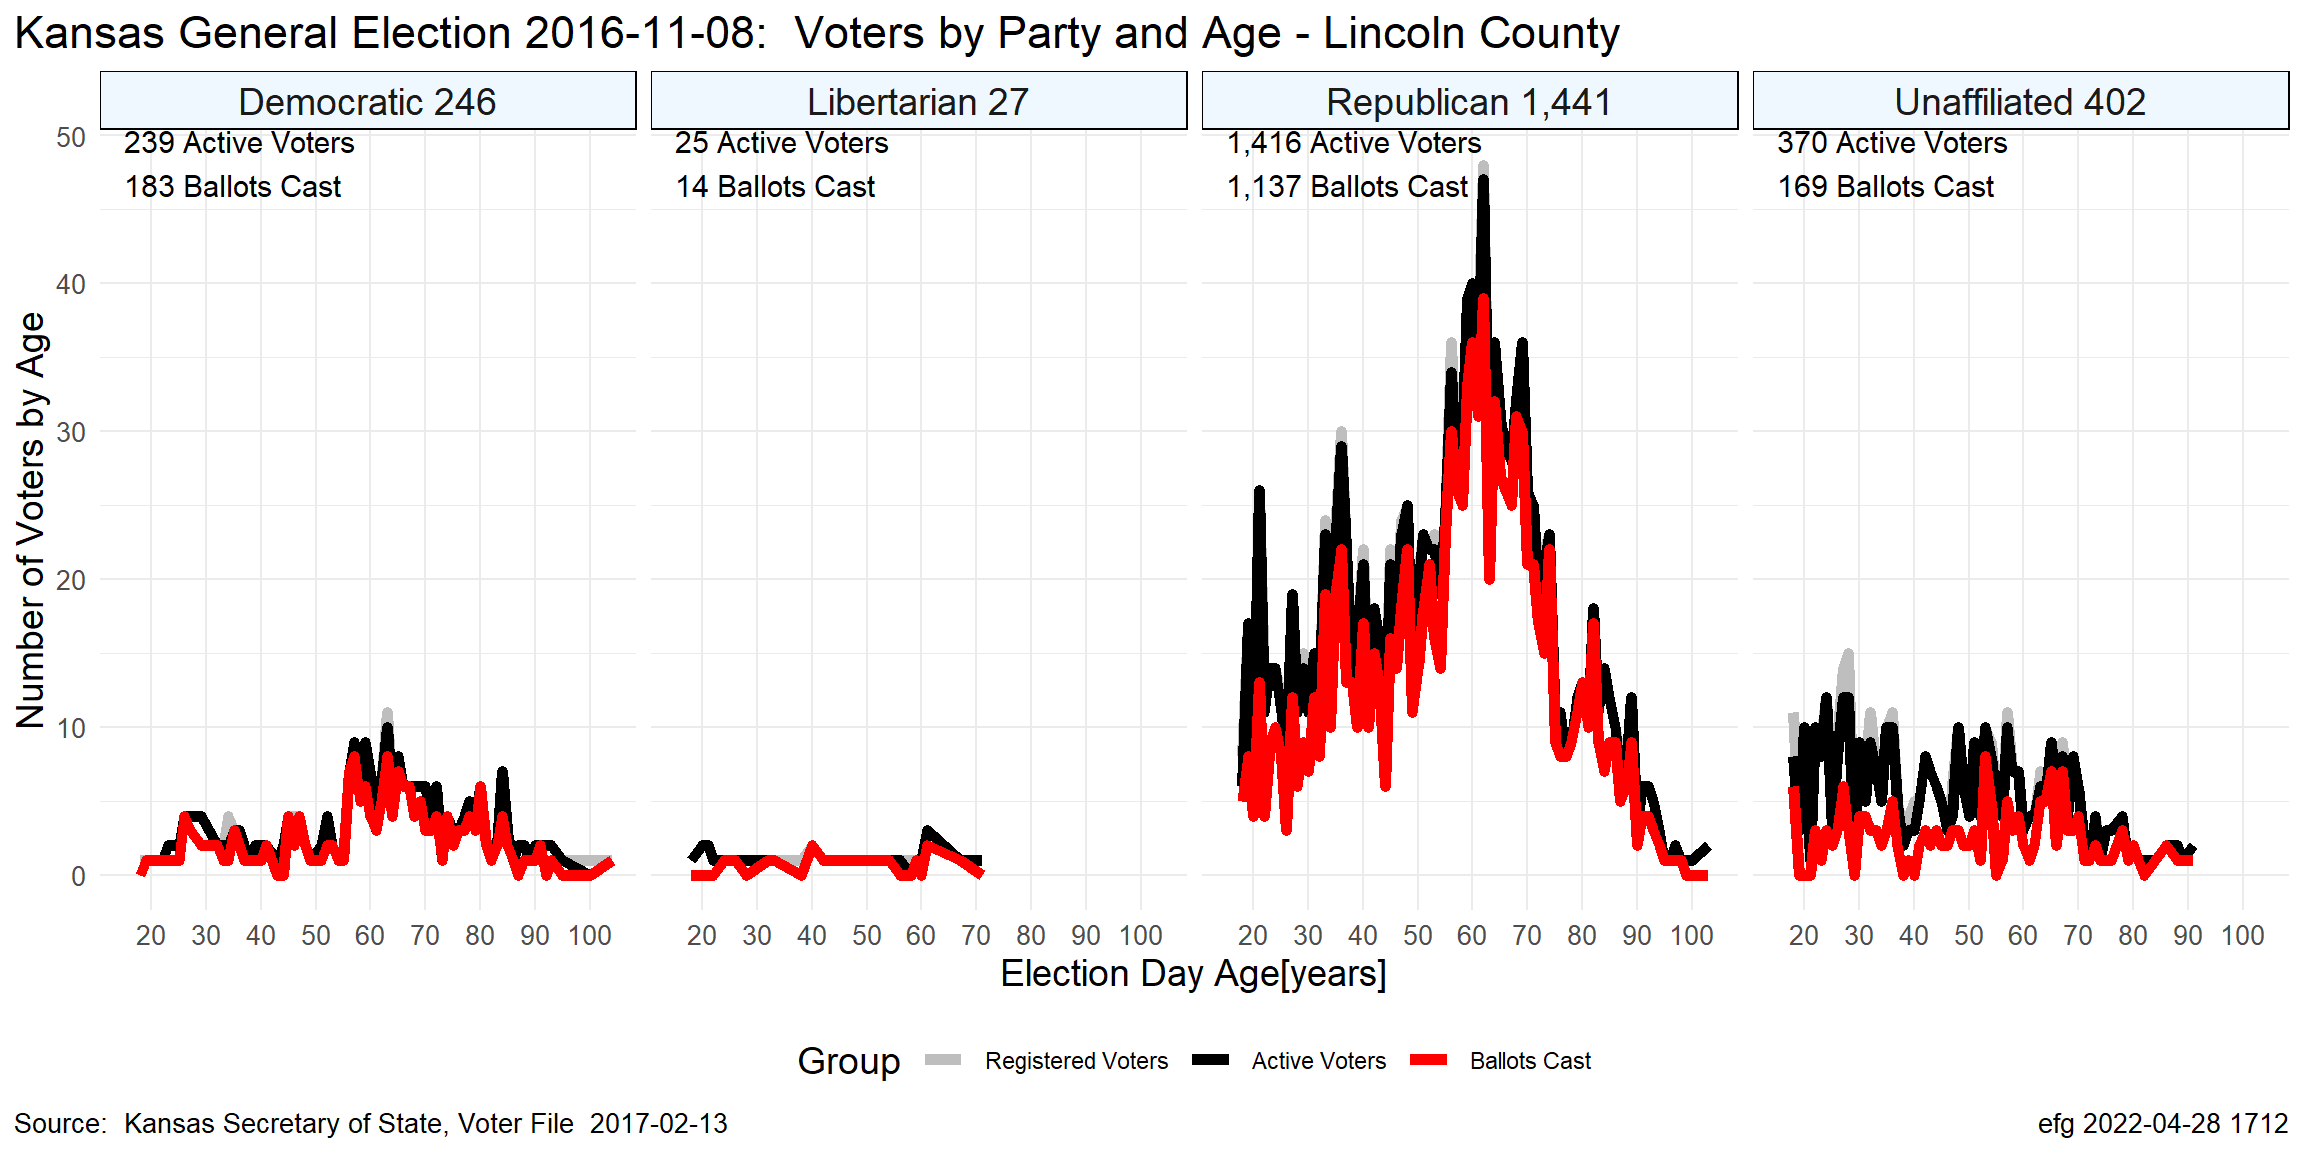 Kansas General Election 2016-11-08:  Voters by Party and Age - Lincoln County
Democratic 246
Libertarian 27
Republican 1,441
Unaffiliated 402
239 Active Voters
183 Ballots Cast
25 Active Voters
14 Ballots Cast
1,416 Active Voters
1,137 Ballots Cast
370 Active Voters
169 Ballots Cast
Number of Voters by Age
50
40
30
20
10
0
20 30 40 50 60 70 80 90 100
20 30 40 50 60 70 80 90 100
20 30 40 50 60 70 80 90 100
20 30 40 50 60 70 80 90 100
Election Day Age[years]
Group Registered Voters Active Voters Ballots Cast
Source:  Kansas Secretary of State, Voter File  2017-02-13
efg 2022-04-28 1712